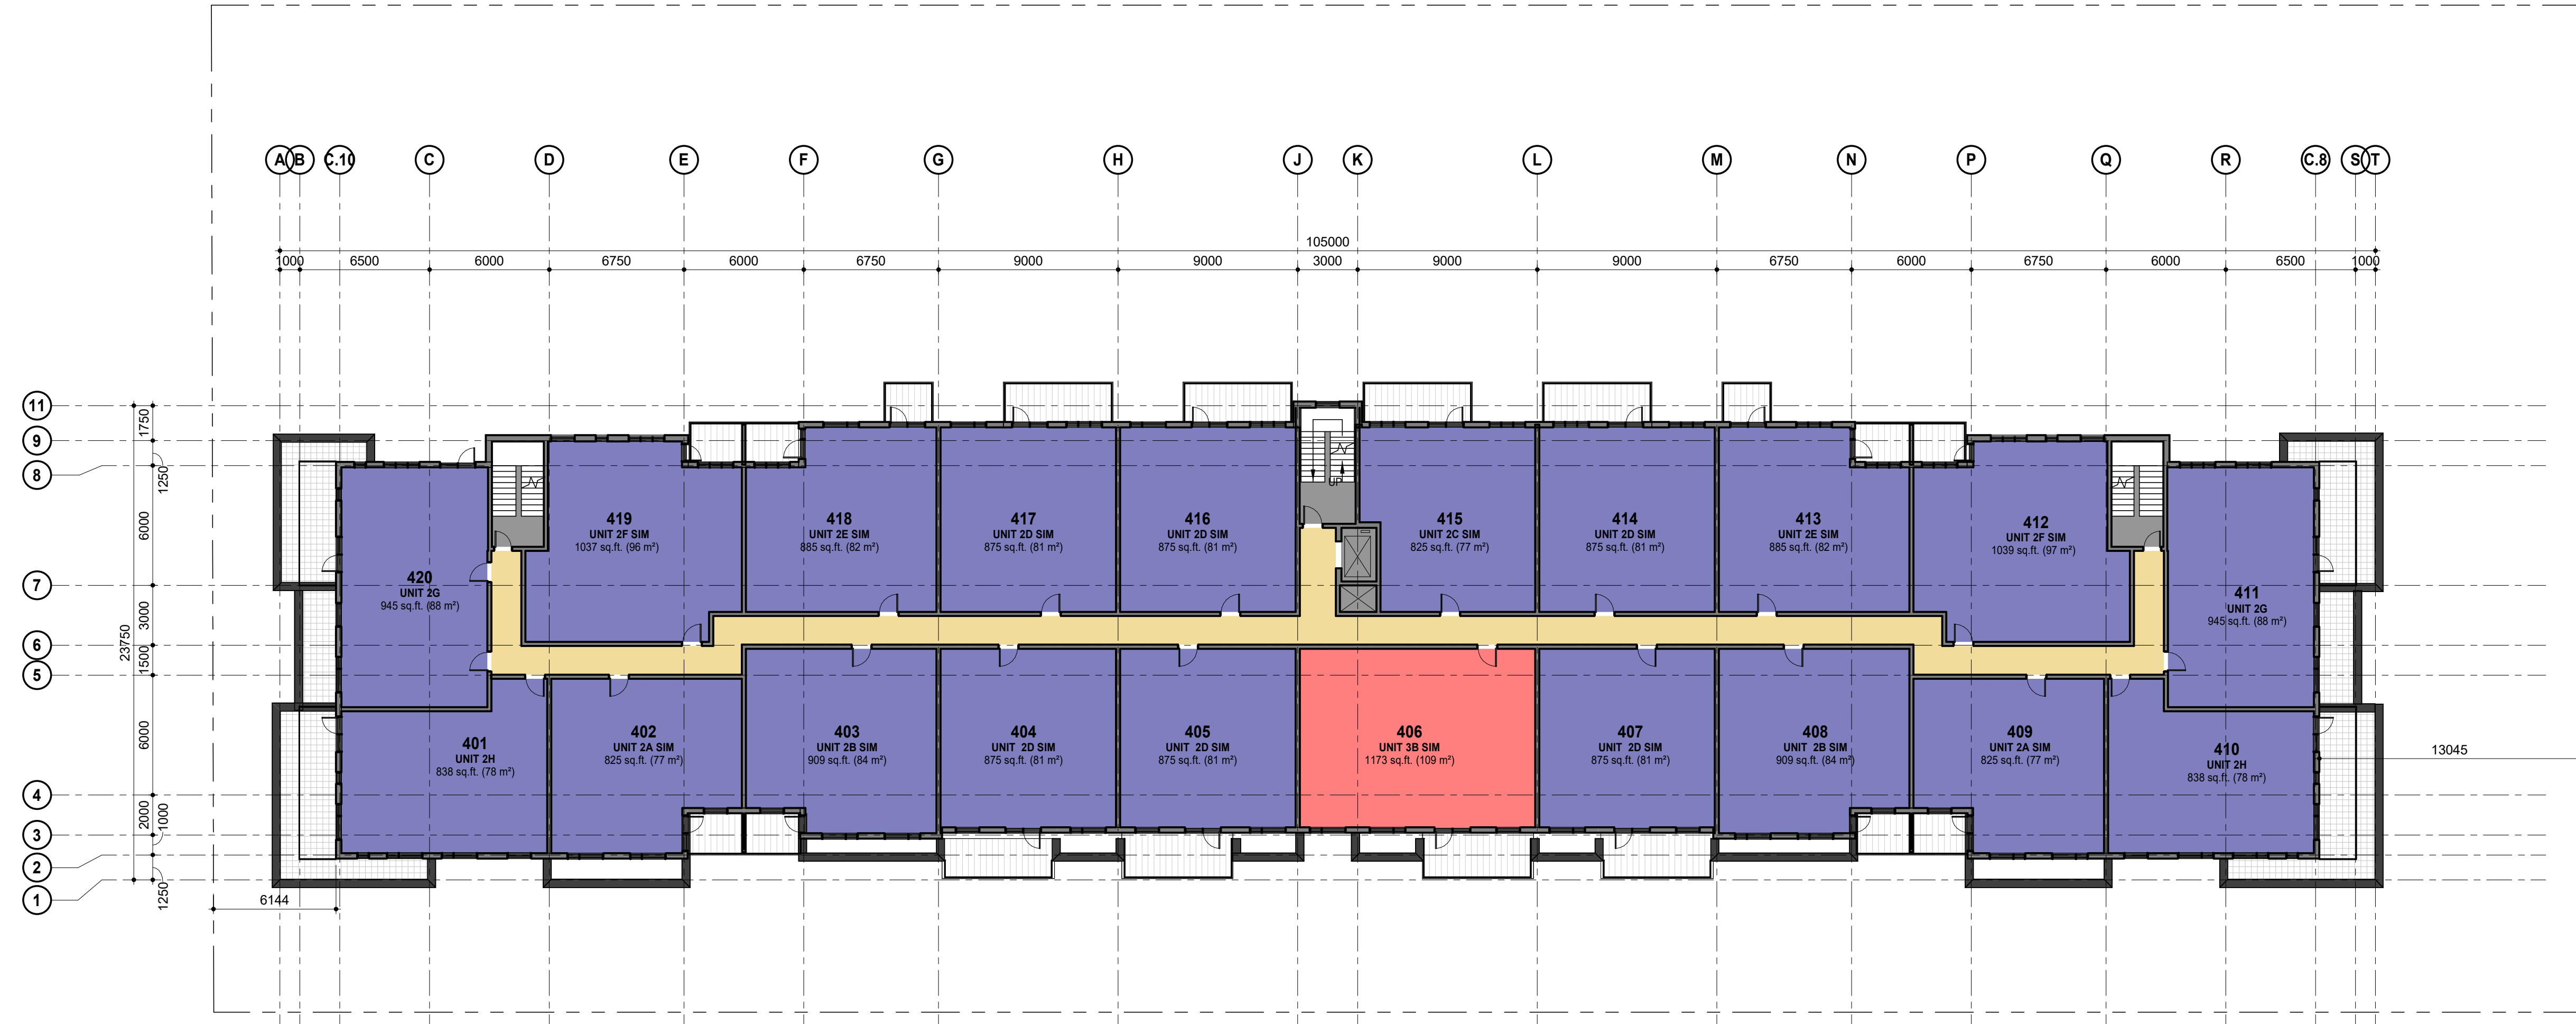 A B C.10 C D E F G H J K L M N P Q R C.8 S T
105000
1000 6500 6000 6750 6000 6750 9000 9000 3000 9000 9000 6750 6000 6750 6000 6500 1000
11
9
8
7
6
5
4
3
2
1
23750
1750
1250
6000
3000
1500
6000
2000
1000
1250
6144
13045
UP
420
UNIT 2G
945 sq.ft. (88 m²)
419
UNIT 2F SIM
1037 sq.ft. (96 m²)
418
UNIT 2E SIM
885 sq.ft. (82 m²)
417
UNIT 2D SIM
875 sq.ft. (81 m²)
416
UNIT 2D SIM
875 sq.ft. (81 m²)
415
UNIT 2C SIM
825 sq.ft. (77 m²)
414
UNIT 2D SIM
875 sq.ft. (81 m²)
413
UNIT 2E SIM
885 sq.ft. (82 m²)
412
UNIT 2F SIM
1039 sq.ft. (97 m²)
411
UNIT 2G
945 sq.ft. (88 m²)
401
UNIT 2H
838 sq.ft. (78 m²)
402
UNIT 2A SIM
825 sq.ft. (77 m²)
403
UNIT 2B SIM
909 sq.ft. (84 m²)
404
UNIT 2D SIM
875 sq.ft. (81 m²)
405
UNIT 2D SIM
875 sq.ft. (81 m²)
406
UNIT 3B SIM
1173 sq.ft. (109 m²)
407
UNIT 2D SIM
875 sq.ft. (81 m²)
408
UNIT 2B SIM
909 sq.ft. (84 m²)
409
UNIT 2A SIM
825 sq.ft. (77 m²)
410
UNIT 2H
838 sq.ft. (78 m²)